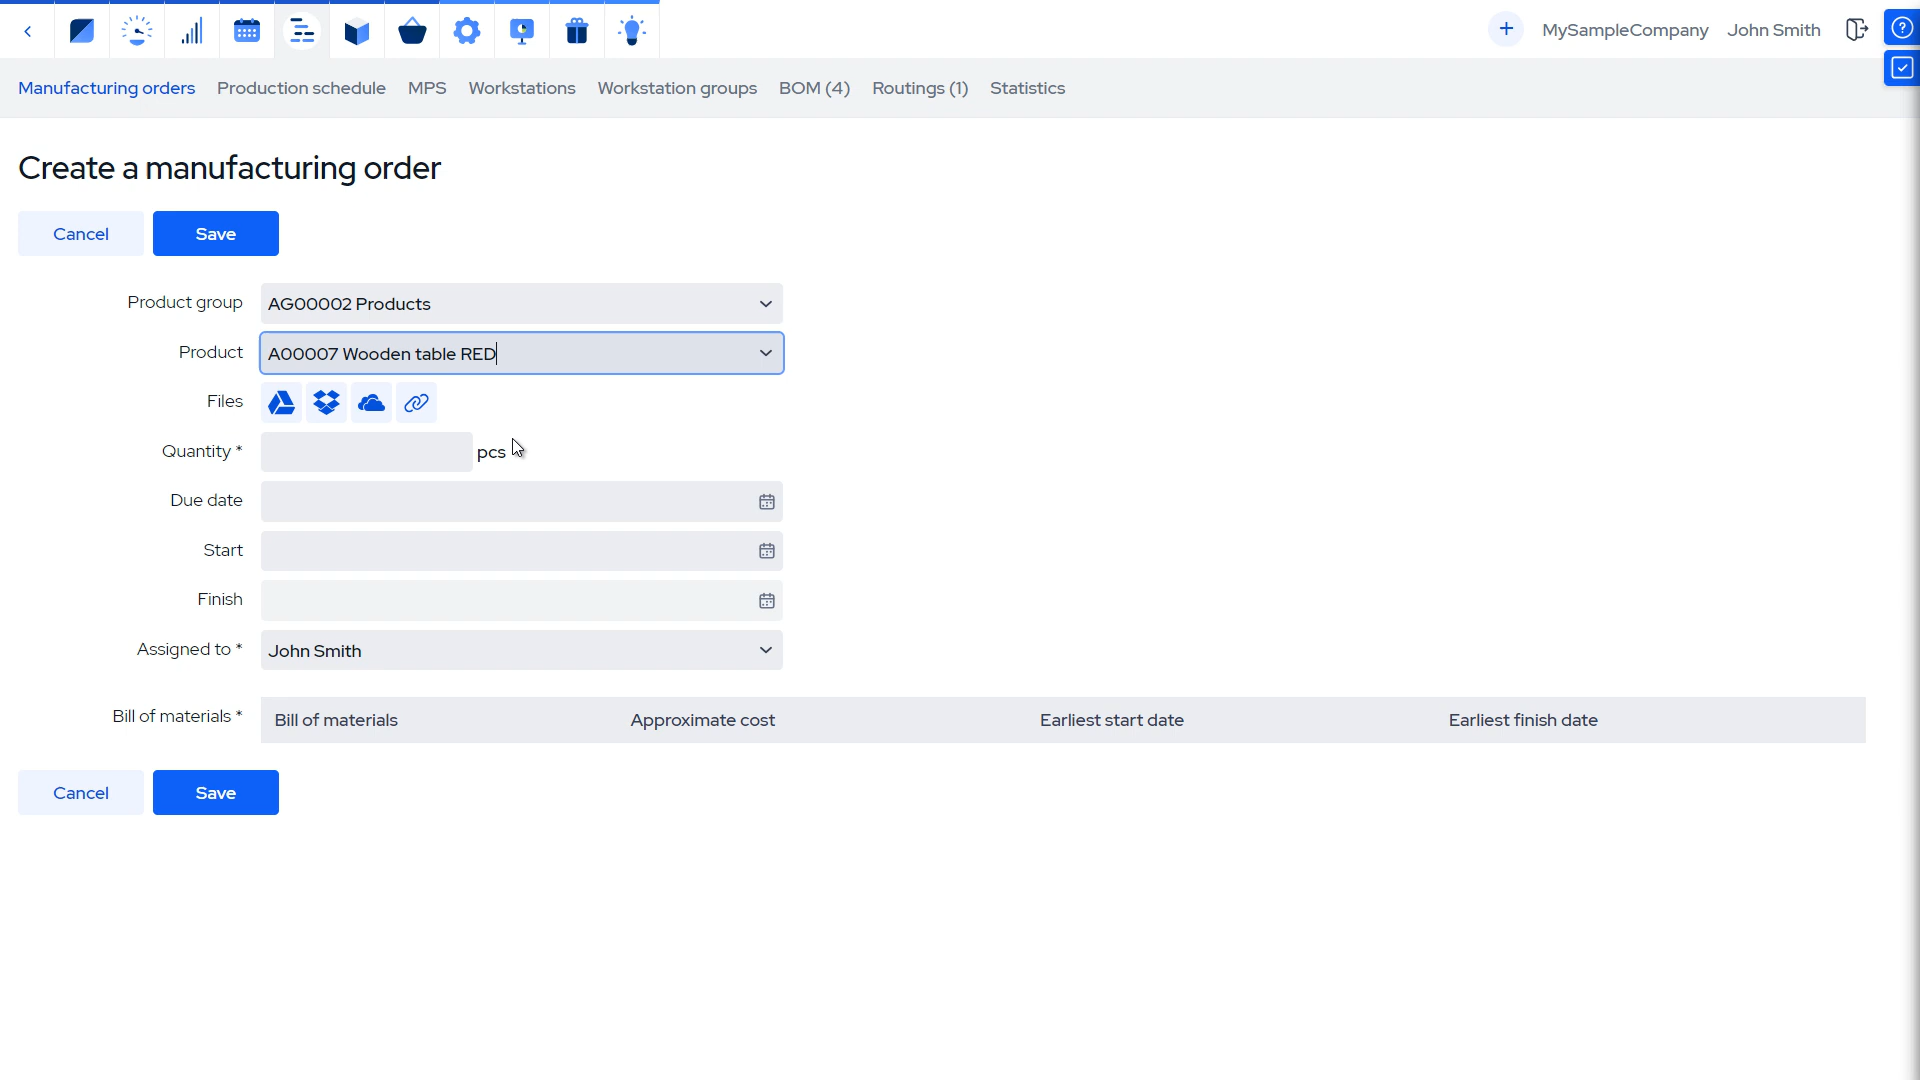 MySampleCompany John Smith
Manufacturing orders Production schedule MPS Workstations Workstation groups BOM (4) Routings (1) Statistics
Create a manufacturing order
Cancel Save
Product group AG00002 Products
Product A00007 Wooden table RED
Files
Quantity * pcs
Due date
Start
Finish
Assigned to * John Smith
Bill of materials * Bill of materials Approximate cost Earliest start date Earliest finish date
Cancel Save